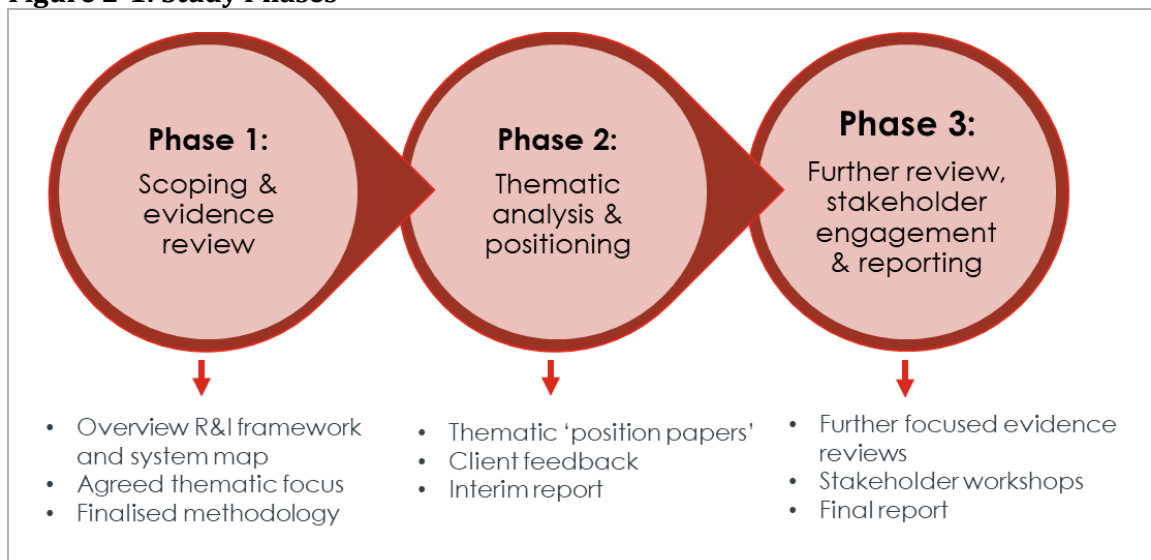 Figure 2-1: Study Phases
Phase 1:
Scoping &
evidence
review
Phase 2:
Thematic
analysis &
positioning
Phase 3:
Further review,
stakeholder
engagement
& reporting
• Overview R&I framework
and system map
• Agreed thematic focus
• Finalised methodology
• Thematic ‘position papers’
• Client feedback
• Interim report
• Further focused evidence
reviews
• Stakeholder workshops
• Final report